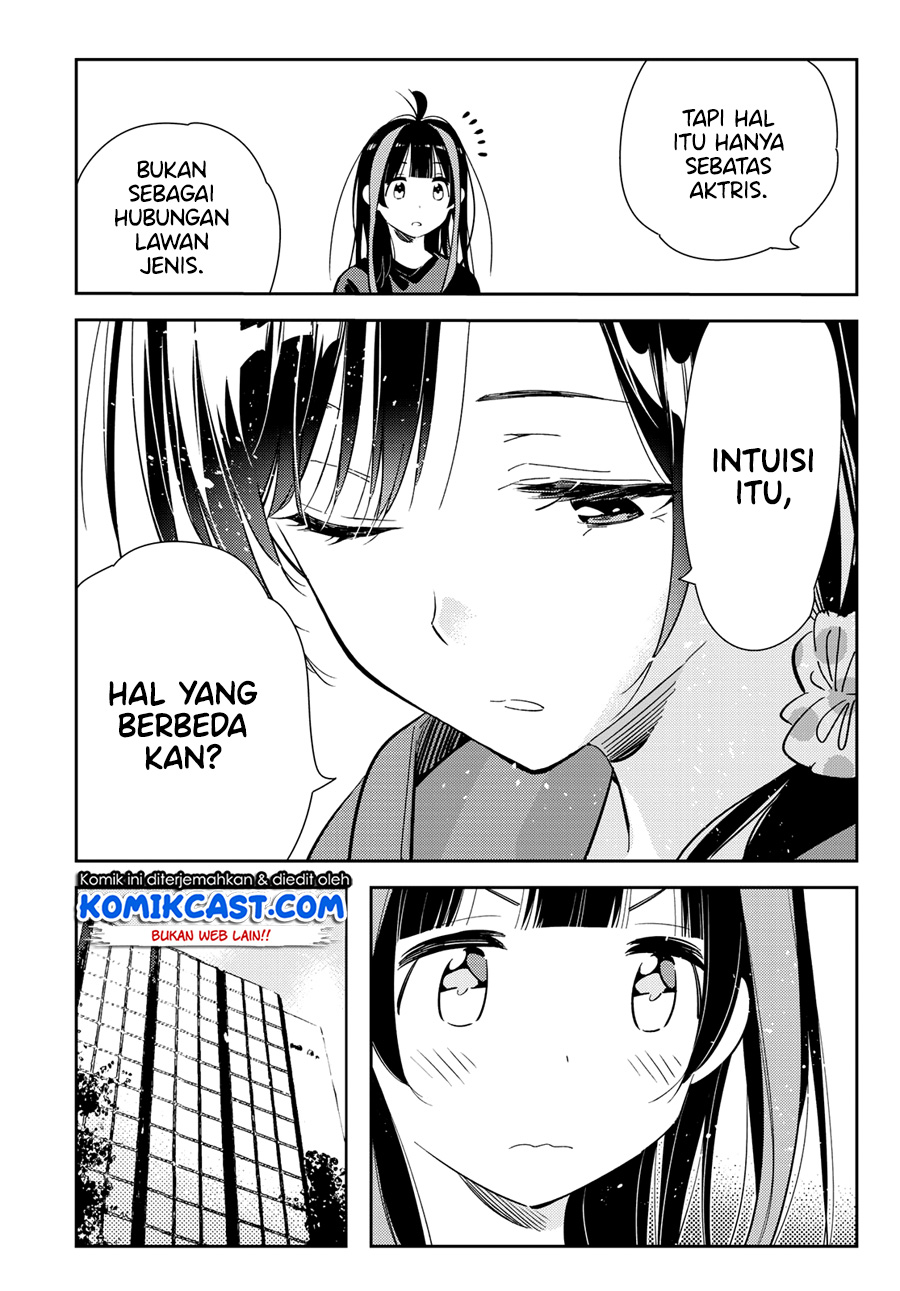 TAPI HAL
ITU HANYA
SEBATAS
AKTRIS.
BUKAN
SEBAGAI
HUBUNGAN
LAWAN
JENIS.
INTUISI
ITU,
HAL YANG
BERBEDA
KAN?
Komik ini diterjemahkan & diedit oleh
KOMIKCAST.COM
BUKAN WEB LAIN!!